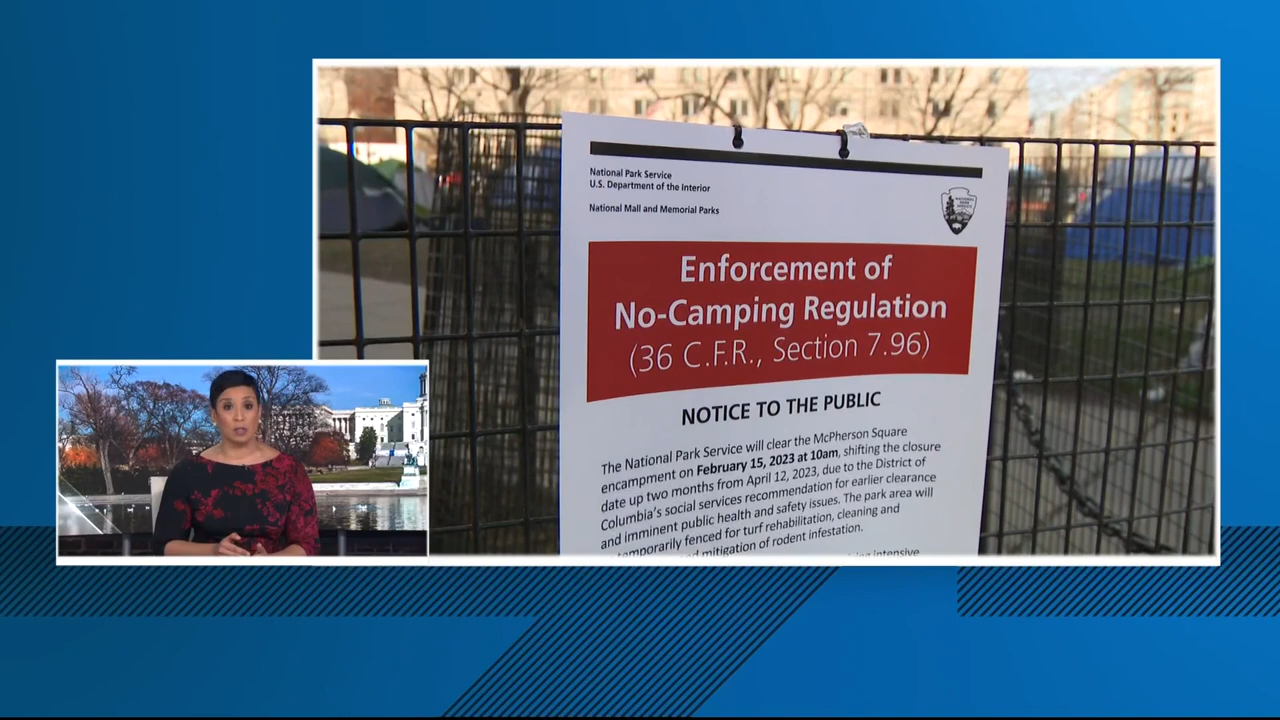 National Park Service
U.S. Department of the Interior
National Mall and Memorial Parks
NATIONAL
PARK
SERVICE
Enforcement of
No-Camping Regulation
(36 C.F.R., Section 7.96)
NOTICE TO THE PUBLIC
The National Park Service will clear the McPherson Square
encampment on February 15, 2023 at 10am, shifting the closure
date up two months from April 12, 2023, due to the District of
Columbia's social services recommendation for earlier clearance
and imminent public health and safety issues. The park area will
temporarily fenced for turf rehabilitation, cleaning and
mitigation of rodent infestation.
intensive